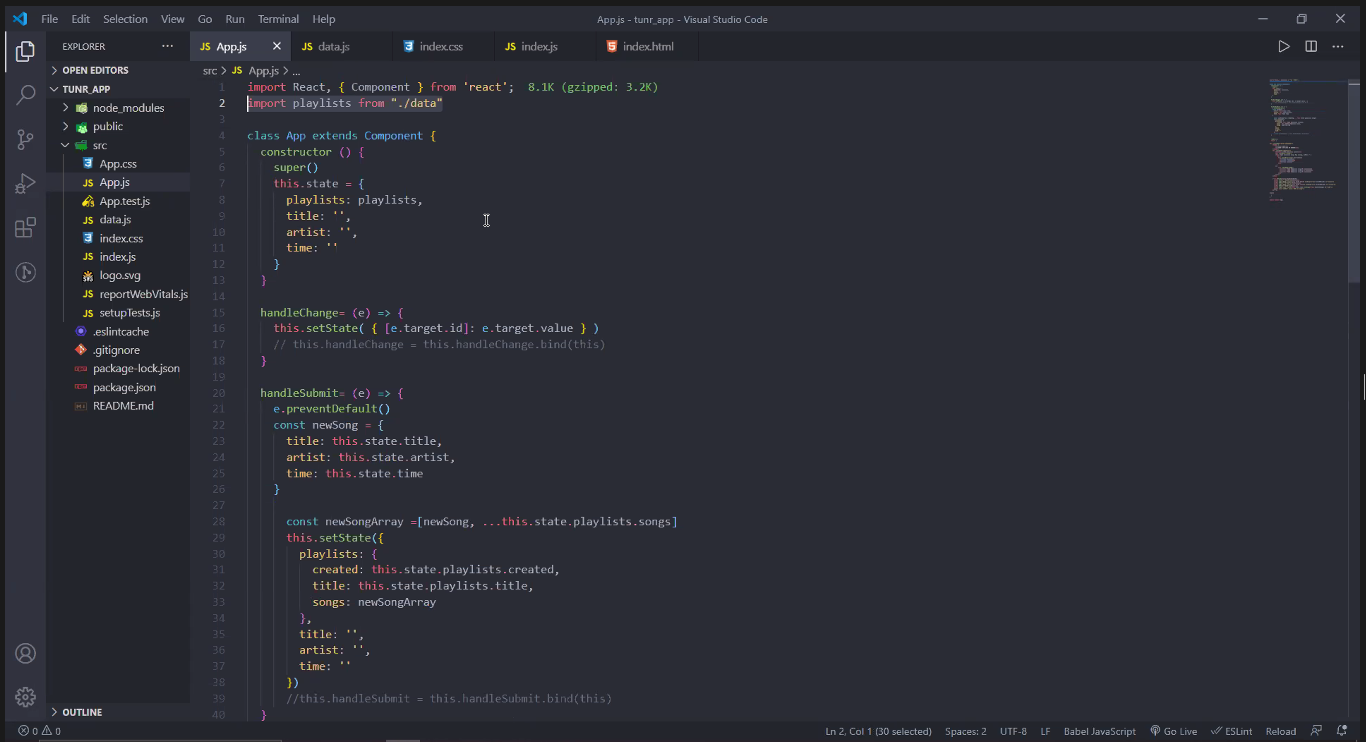 File Edit Selection View Go Run Terminal Help App.js - tunr_app - Visual Studio Code
EXPLORER
App.js data.js index.css index.js index.html
OPEN EDITORS
TUNR_APP
node_modules
public
src
App.css
App.js
App.test.js
data.js
index.css
index.js
logo.svg
reportWebVitals.js
setupTests.js
.eslintcache
.gitignore
package-lock.json
package.json
README.md
OUTLINE
src > App.js > ...
1 import React, { Component } from 'react'; 8.1K (gzipped: 3.2K)
2 import playlists from "./data"
3
4 class App extends Component {
5 constructor () {
6 super()
7 this.state = {
8 playlists: playlists,
9 title: '',
10 artist: '',
11 time: ''
12 }
13 }
14
15 handleChange= (e) => {
16 this.setState( { [e.target.id]: e.target.value } )
17 // this.handleChange = this.handleChange.bind(this)
18 }
19
20 handleSubmit= (e) => {
21 e.preventDefault()
22 const newSong = {
23 title: this.state.title,
24 artist: this.state.artist,
25 time: this.state.time
26 }
27
28 const newSongArray =[newSong, ...this.state.playlists.songs]
29 this.setState({
30 playlists: {
31 created: this.state.playlists.created,
32 title: this.state.playlists.title,
33 songs: newSongArray
34 },
35 title: '',
36 artist: '',
37 time: ''
38 })
39 //this.handleSubmit = this.handleSubmit.bind(this)
40 }
0 0 Ln 2, Col 1 (30 selected) Spaces: 2 UTF-8 LF Babel JavaScript Go Live ESLint Reload